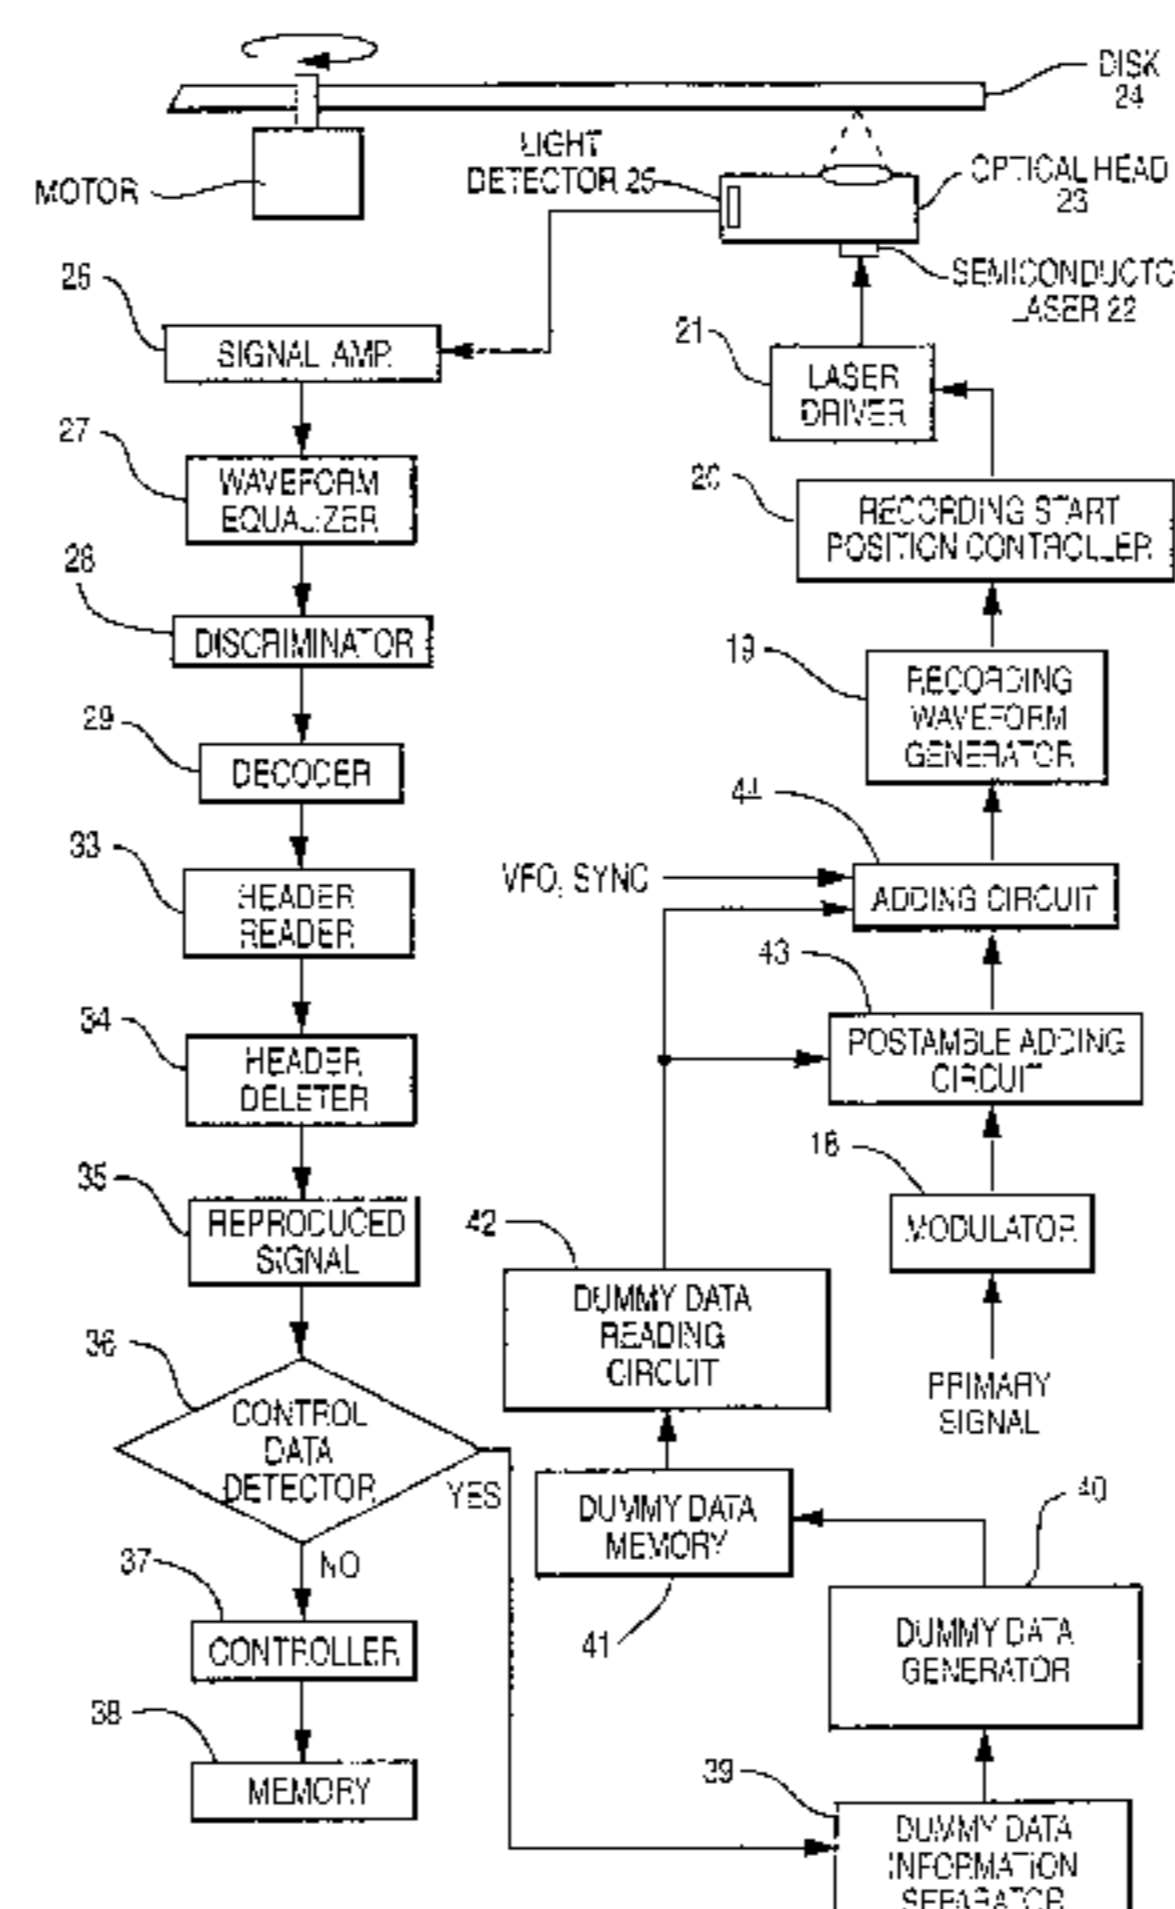 DISK
24
MOTOR
LIGHT
DETECTOR 25
OPTICAL HEAD
23
SEMICONDUCTO
LASER 22
26
SIGNAL AMP.
21
LASER
DRIVER
27
WAVEFORM
EQUALIZER
20
RECORDING START
POSITION CONTROLLER
28
DISCRIMINATOR
19
RECORDING
WAVEFORM
GENERATOR
29
DECODER
44
VFO, SYNC
ADDING CIRCUIT
33
HEADER
READER
43
POSTAMBLE ADDING
CIRCUIT
34
HEADER
DELETER
18
MODULATOR
35
REPRODUCED
SIGNAL
42
DUMMY DATA
READING
CIRCUIT
PRIMARY
SIGNAL
36
CONTROL
DATA
DETECTOR
YES
NO
DUMMY DATA
MEMORY
41
40
DUMMY DATA
GENERATOR
37
CONTROLLER
38
MEMORY
39
DUMMY DATA
INFORMATION
SEPARATOR